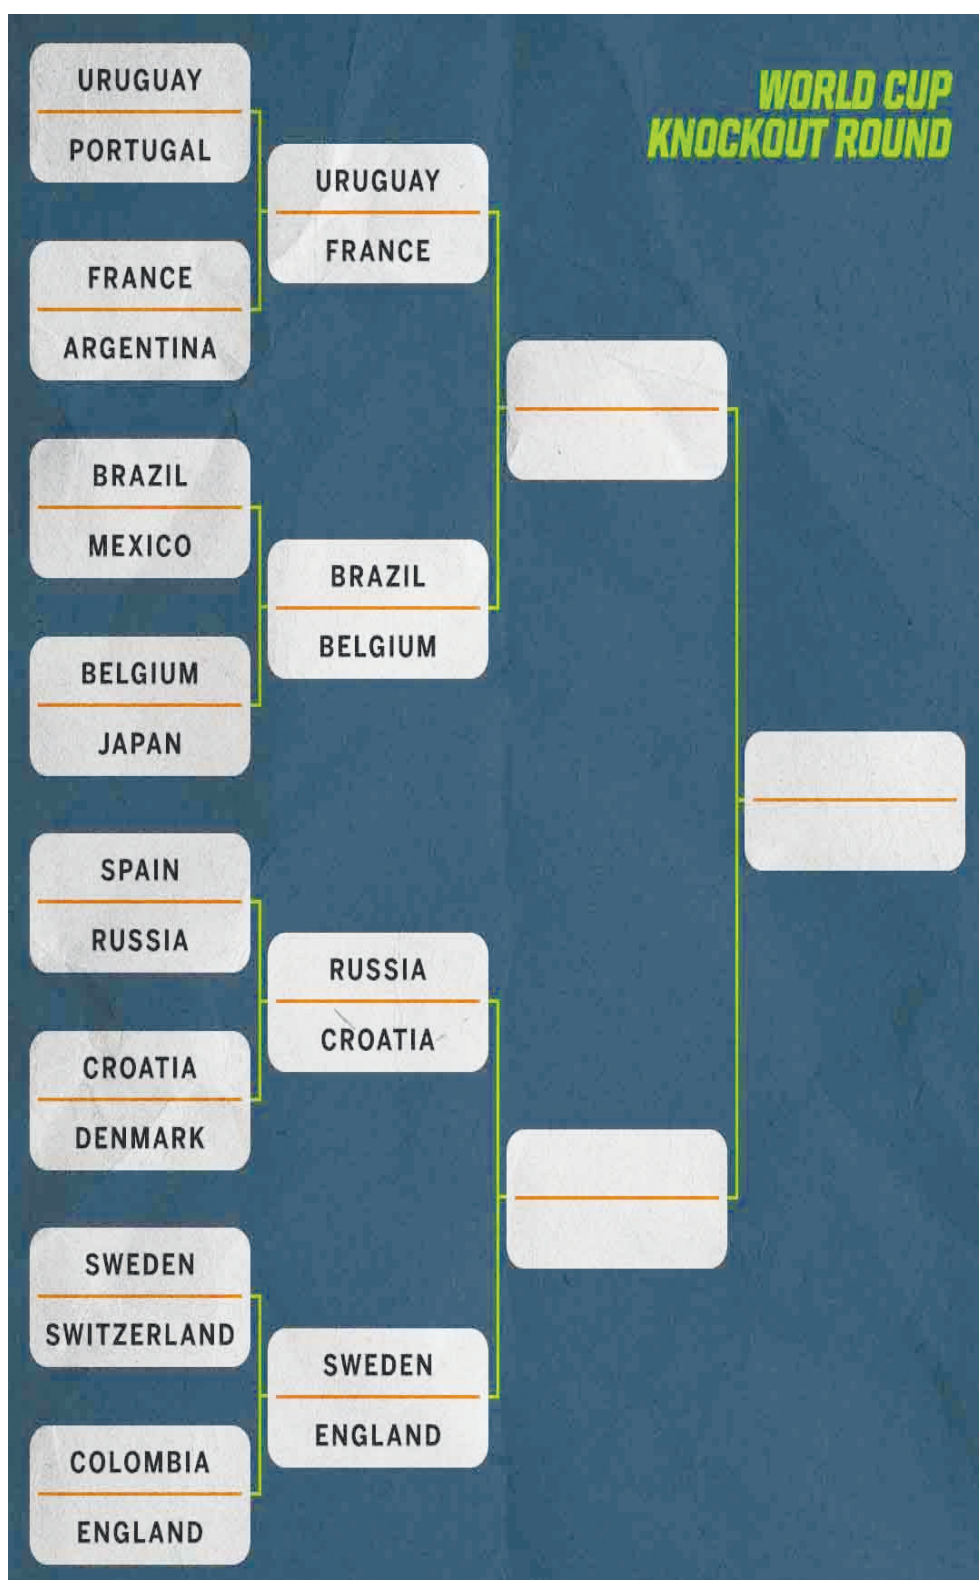 WORLD CUP
KNOCKOUT ROUND
URUGUAY
PORTUGAL
FRANCE
ARGENTINA
BRAZIL
MEXICO
BELGIUM
JAPAN
SPAIN
RUSSIA
CROATIA
DENMARK
SWEDEN
SWITZERLAND
COLOMBIA
ENGLAND
URUGUAY
FRANCE
BRAZIL
BELGIUM
RUSSIA
CROATIA
SWEDEN
ENGLAND